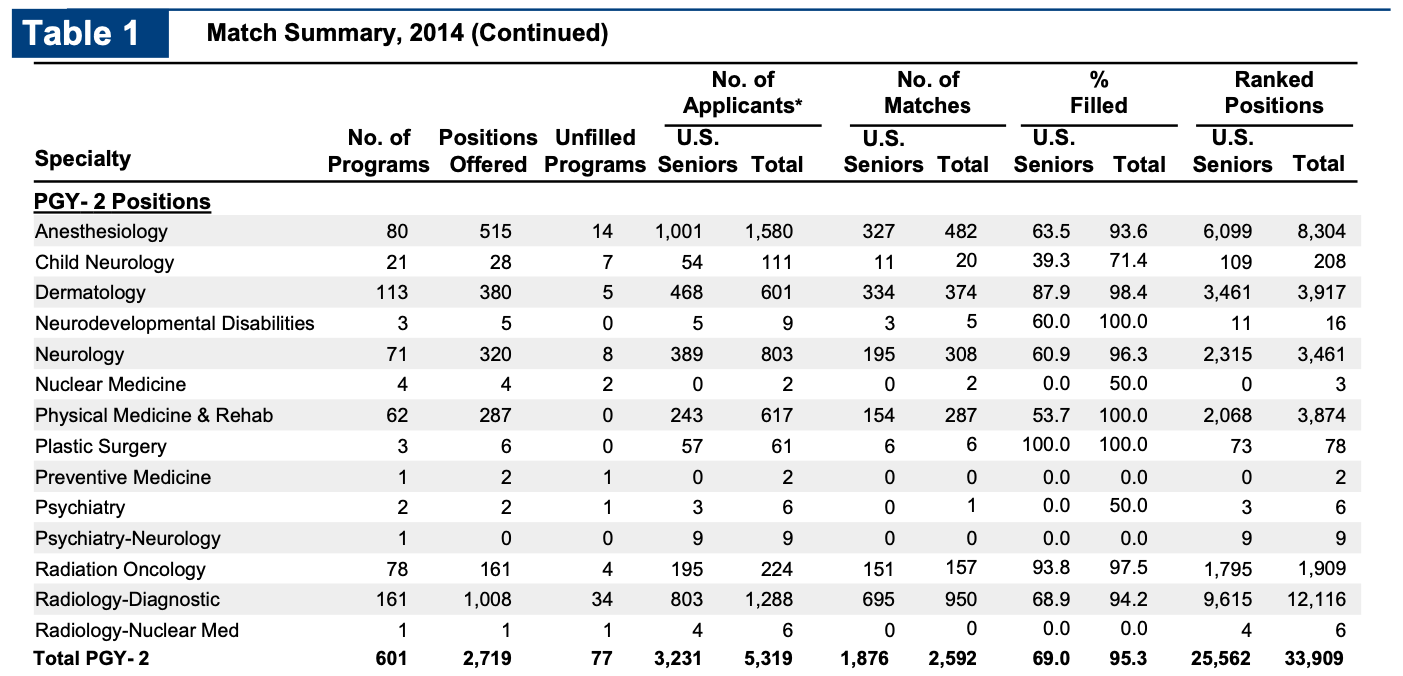 Table 1 Match Summary, 2014 (Continued)
No. of No. of % Ranked
Applicants* Matches Filled Positions
No. of Positions Unfilled U.S. U.S. U.S. U.S.
Specialty Programs Offered Programs Seniors Total Seniors Total Seniors Total Seniors Total
PGY- 2 Positions
Anesthesiology 80 515 14 1,001 1,580 327 482 63.5 93.6 6,099 8,304
Child Neurology 21 28 7 54 111 11 20 39.3 71.4 109 208
Dermatology 113 380 5 468 601 334 374 87.9 98.4 3,461 3,917
Neurodevelopmental Disabilities 3 5 0 5 9 3 5 60.0 100.0 11 16
Neurology 71 320 8 389 803 195 308 60.9 96.3 2,315 3,461
Nuclear Medicine 4 4 2 0 2 0 2 0.0 50.0 0 3
Physical Medicine & Rehab 62 287 0 243 617 154 287 53.7 100.0 2,068 3,874
Plastic Surgery 3 6 0 57 61 6 6 100.0 100.0 73 78
Preventive Medicine 1 2 1 0 2 0 0 0.0 0.0 0 2
Psychiatry 2 2 1 3 6 0 1 0.0 50.0 3 6
Psychiatry-Neurology 1 0 0 9 9 0 0 0.0 0.0 9 9
Radiation Oncology 78 161 4 195 224 151 157 93.8 97.5 1,795 1,909
Radiology-Diagnostic 161 1,008 34 803 1,288 695 950 68.9 94.2 9,615 12,116
Radiology-Nuclear Med 1 1 1 4 6 0 0 0.0 0.0 4 6
Total PGY- 2 601 2,719 77 3,231 5,319 1,876 2,592 69.0 95.3 25,562 33,909